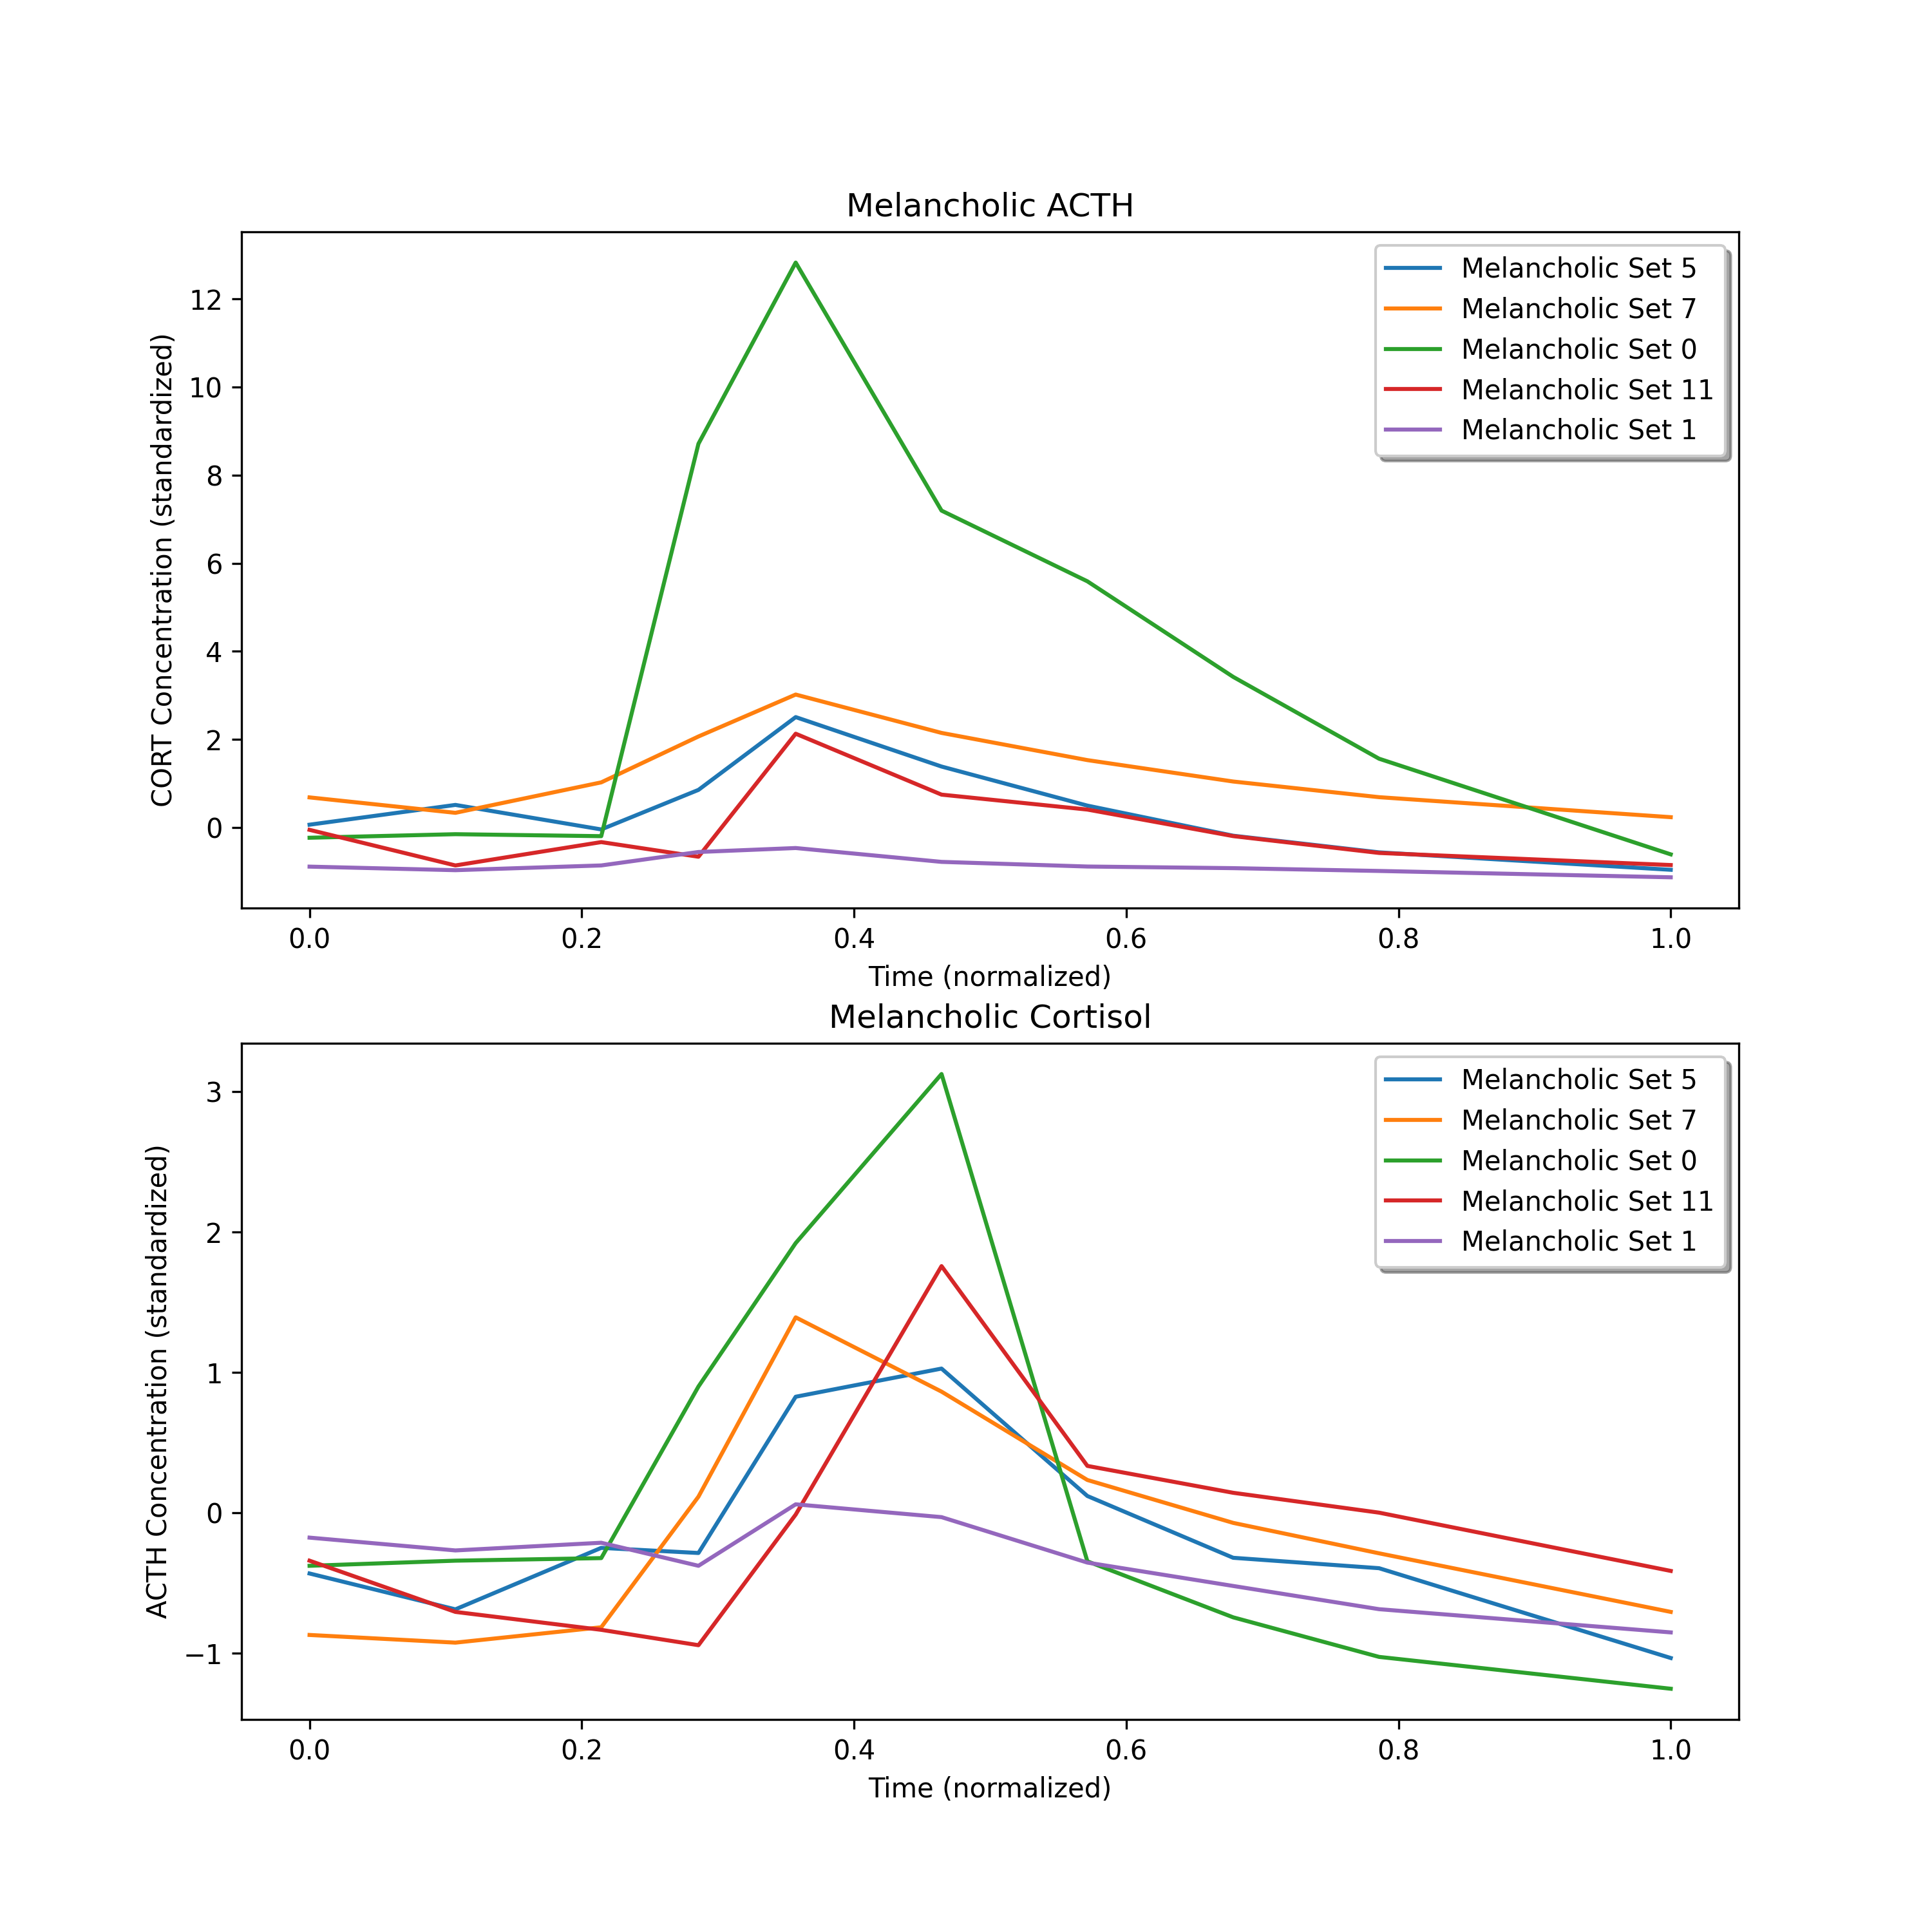 Melancholic ACTH
CORT Concentration (standardized)
12
10
8
6
4
2
0
Melancholic Set 5
Melancholic Set 7
Melancholic Set 0
Melancholic Set 11
Melancholic Set 1
0.0 0.2 0.4 0.6 0.8 1.0
Time (normalized)
Melancholic Cortisol
ACTH Concentration (standardized)
3
2
1
0
−1
Melancholic Set 5
Melancholic Set 7
Melancholic Set 0
Melancholic Set 11
Melancholic Set 1
0.0 0.2 0.4 0.6 0.8 1.0
Time (normalized)